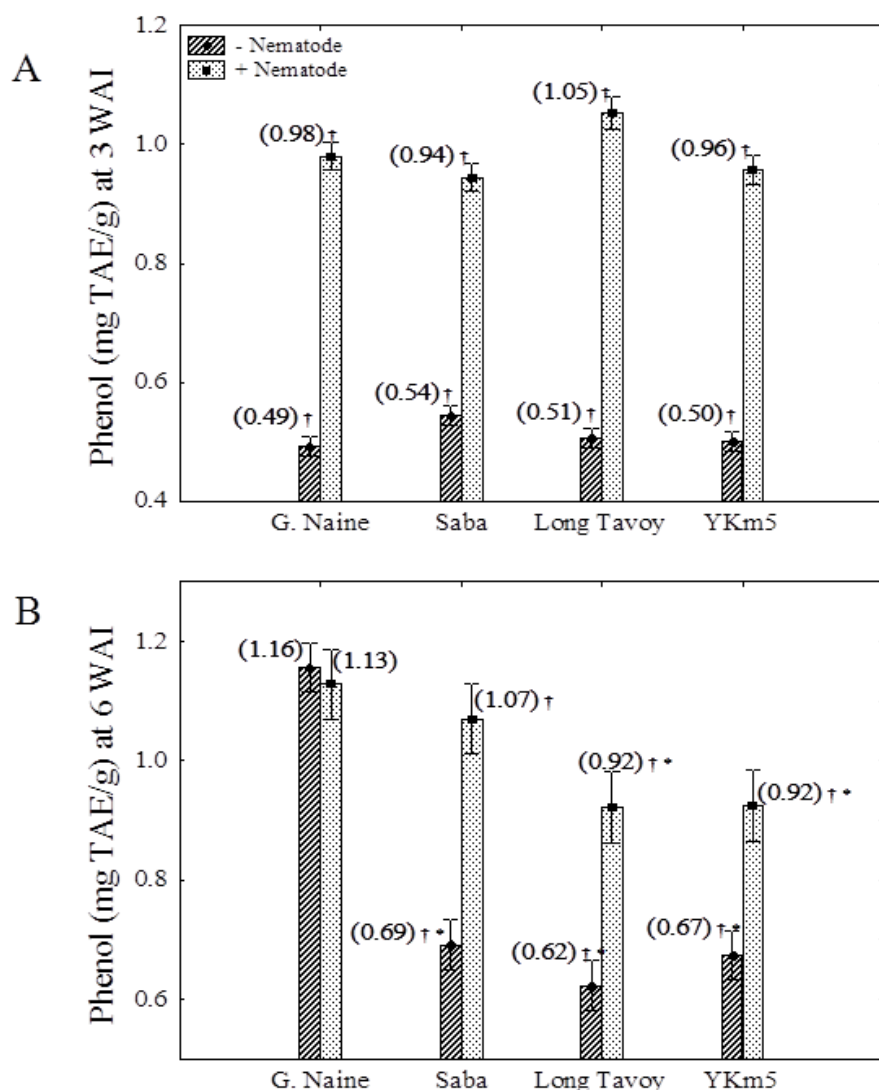 A
Phenol (mg TAE/g) at 3 WAI
1.2
1.0
0.8
0.6
0.4
- Nematode
+ Nematode
(0.98) †
(0.94) †
(1.05) †
(0.96) †
(0.49) †
(0.54) †
(0.51) †
(0.50) †
G. Naine Saba Long Tavoy YKm5
B
Phenol (mg TAE/g) at 6 WAI
1.2
1.0
0.8
0.6
(1.16)
(1.13)
(1.07) †
(0.92) † *
(0.92) † *
(0.69) † *
(0.62) † *
(0.67) † *
G. Naine Saba Long Tavoy YKm5